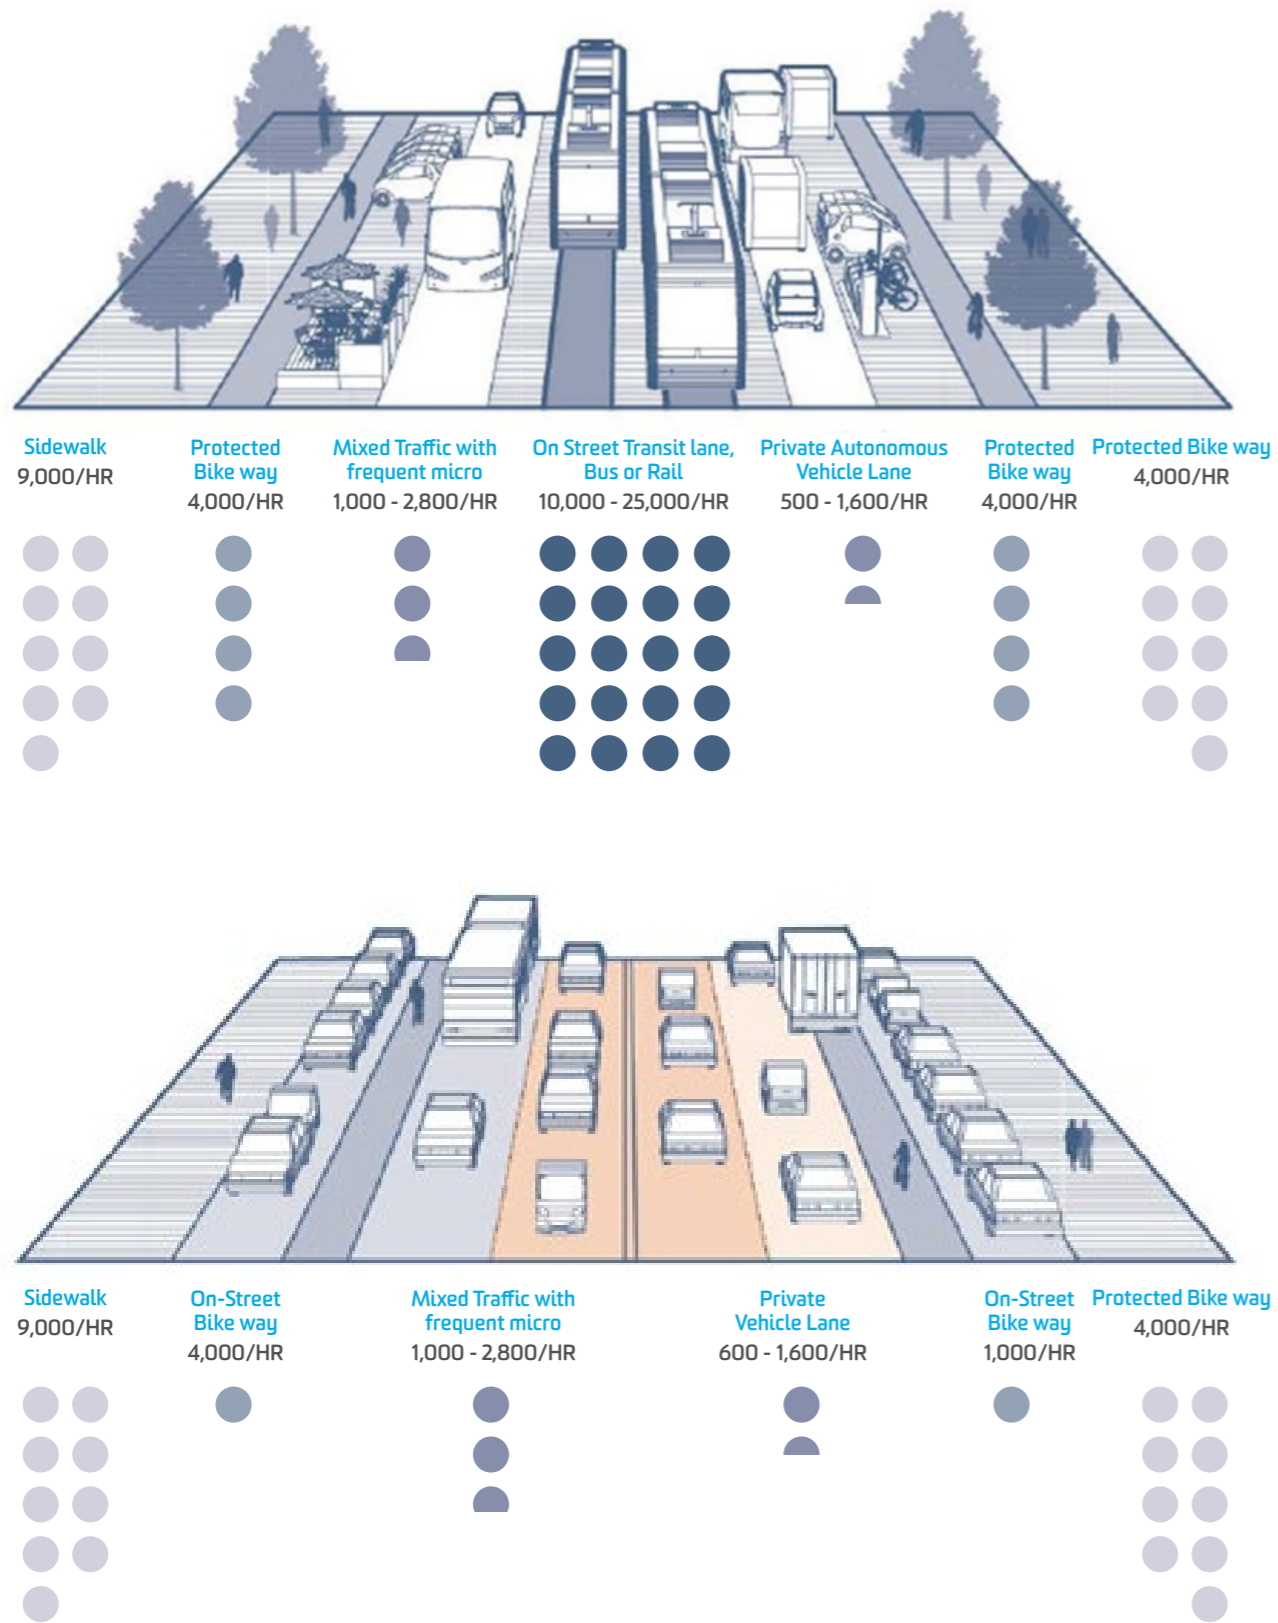 Sidewalk
9,000/HR
Protected
Bike way
4,000/HR
Mixed Traffic with
frequent micro
1,000 - 2,800/HR
On Street Transit lane,
Bus or Rail
10,000 - 25,000/HR
Private Autonomous
Vehicle Lane
500 - 1,600/HR
Protected
Bike way
4,000/HR
Protected Bike way
4,000/HR
Sidewalk
9,000/HR
On-Street
Bike way
4,000/HR
Mixed Traffic with
frequent micro
1,000 - 2,800/HR
Private
Vehicle Lane
600 - 1,600/HR
On-Street
Bike way
1,000/HR
Protected Bike way
4,000/HR